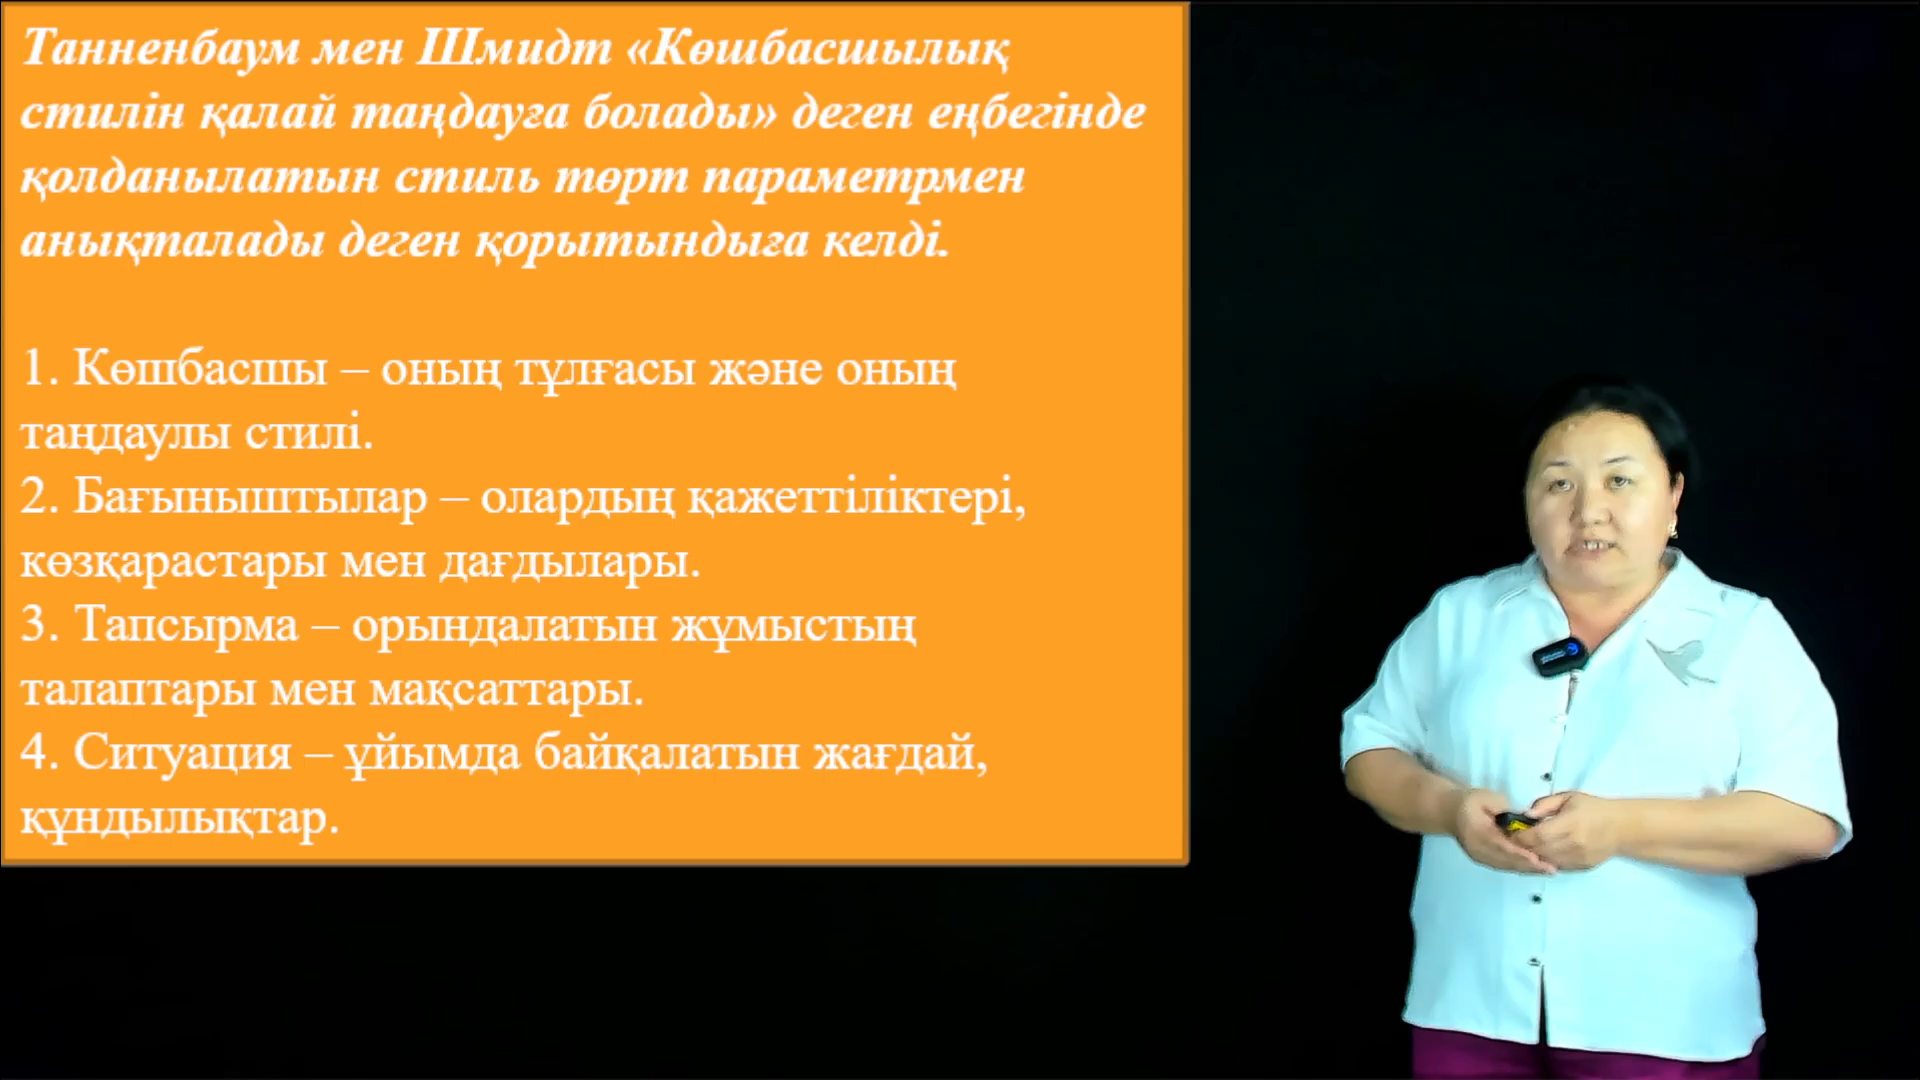 Танненбаум мен Шмидт «Көшбасшылық
стилін қалай таңдауға болады» деген еңбегінде
қолданылатын стиль төрт параметрмен
анықталады деген қорытындыға келді.
1. Көшбасшы – оның тұлғасы және оның
таңдаулы стилі.
2. Бағыныштылар – олардың қажеттіліктері,
көзқарастары мен дағдылары.
3. Тапсырма – орындалатын жұмыстың
талаптары мен мақсаттары.
4. Ситуация – ұйымда байқалатын жағдай,
құндылықтар.